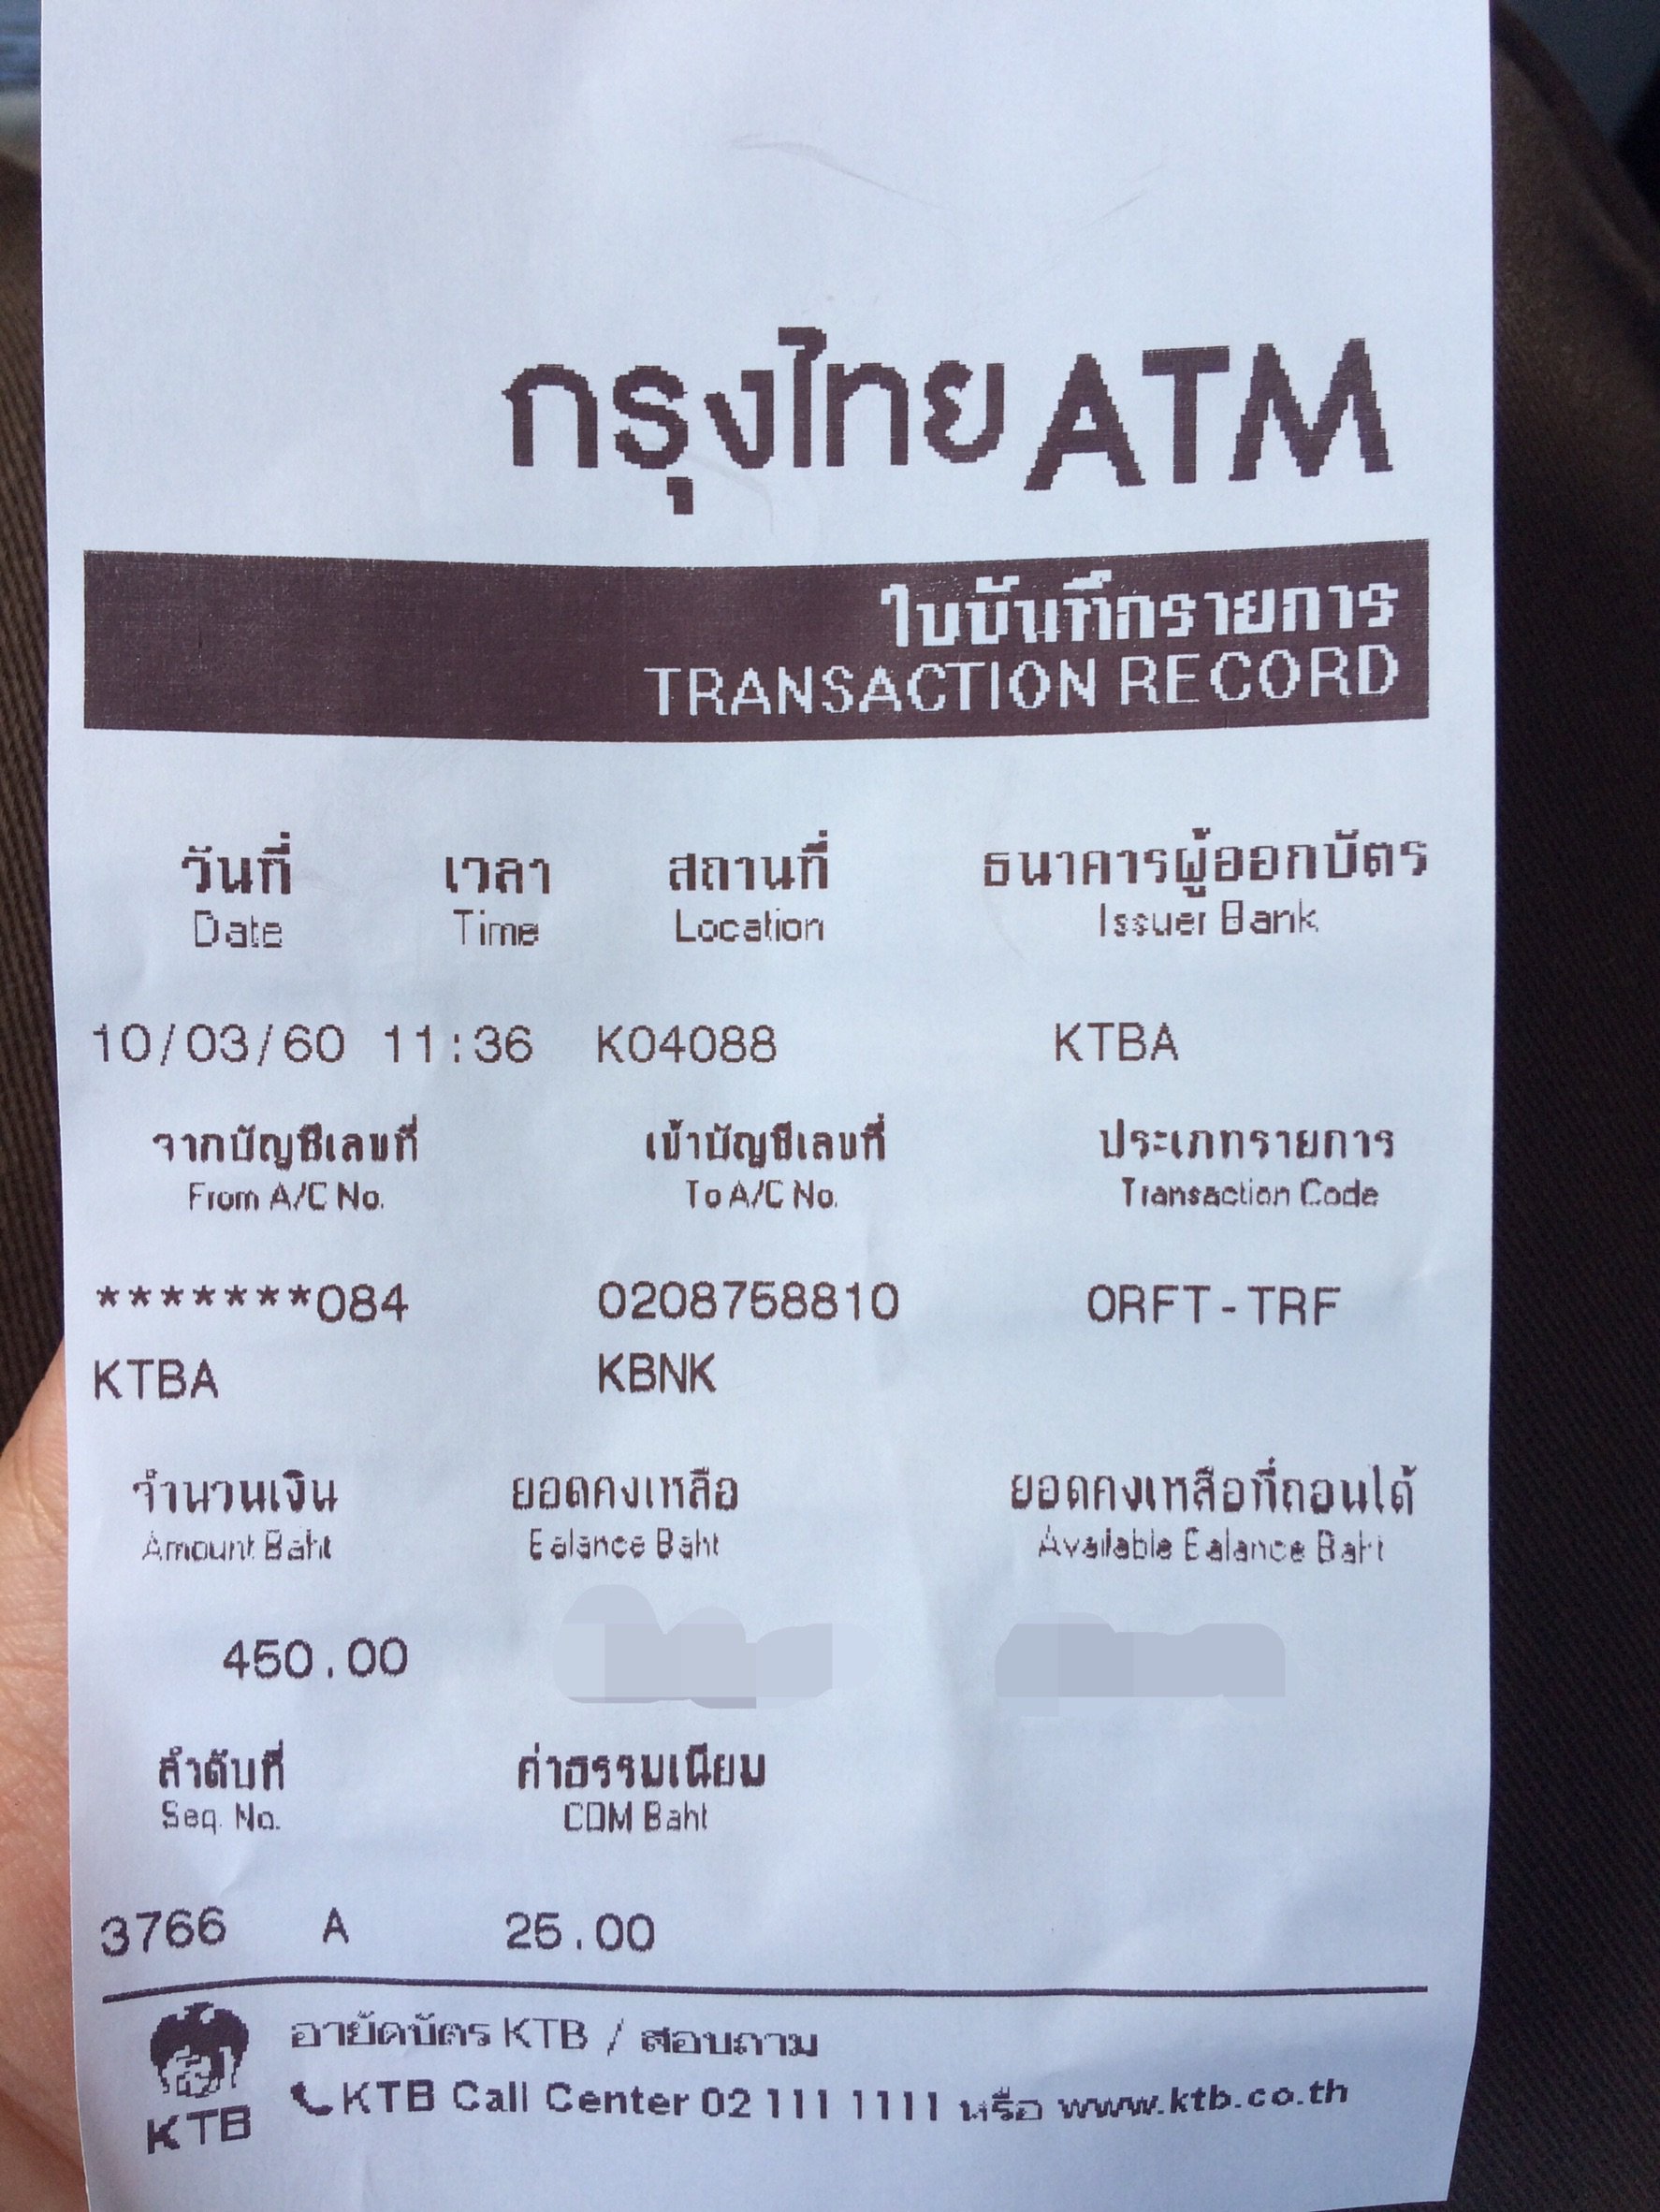 กรุงไทย ATM
ใบบันทึกรายการ
TRANSACTION RECORD
วันที่ เวลา สถานที่ ธนาคารผู้ออกบัตร
Date Time Location Issuer Bank
10/03/60 11:36 K04088 KTBA
จากบัญชีเลขที่ เข้าบัญชีเลขที่ ประเภทรายการ
From A/C No. To A/C No. Transaction Code
*******084 0208758810 ORFT-TRF
KTBA KBNK
จำนวนเงิน ยอดคงเหลือ ยอดคงเหลือที่ถอนได้
Amount Baht Balance Baht Available Balance Baht
450.00
ลำดับที่ ค่าธรรมเนียม
Seq. No. CDM Baht
3766 A 25.00
อายัดบัตร KTB / สอบถาม
KTB Call Center 02 111 1111 หรือ www.ktb.co.th
KTB